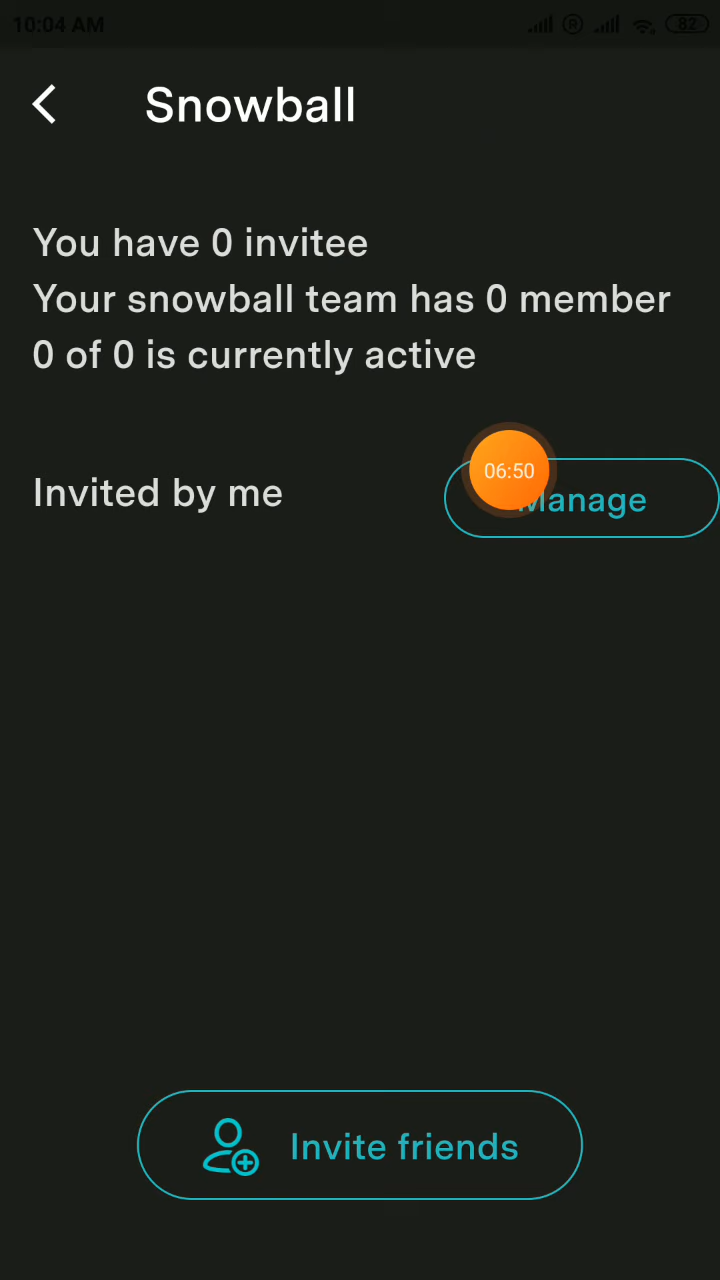 10:04 AM
R
82
Snowball
You have 0 invitee
Your snowball team has 0 member
0 of 0 is currently active
Invited by me
06:50
Manage
Invite friends